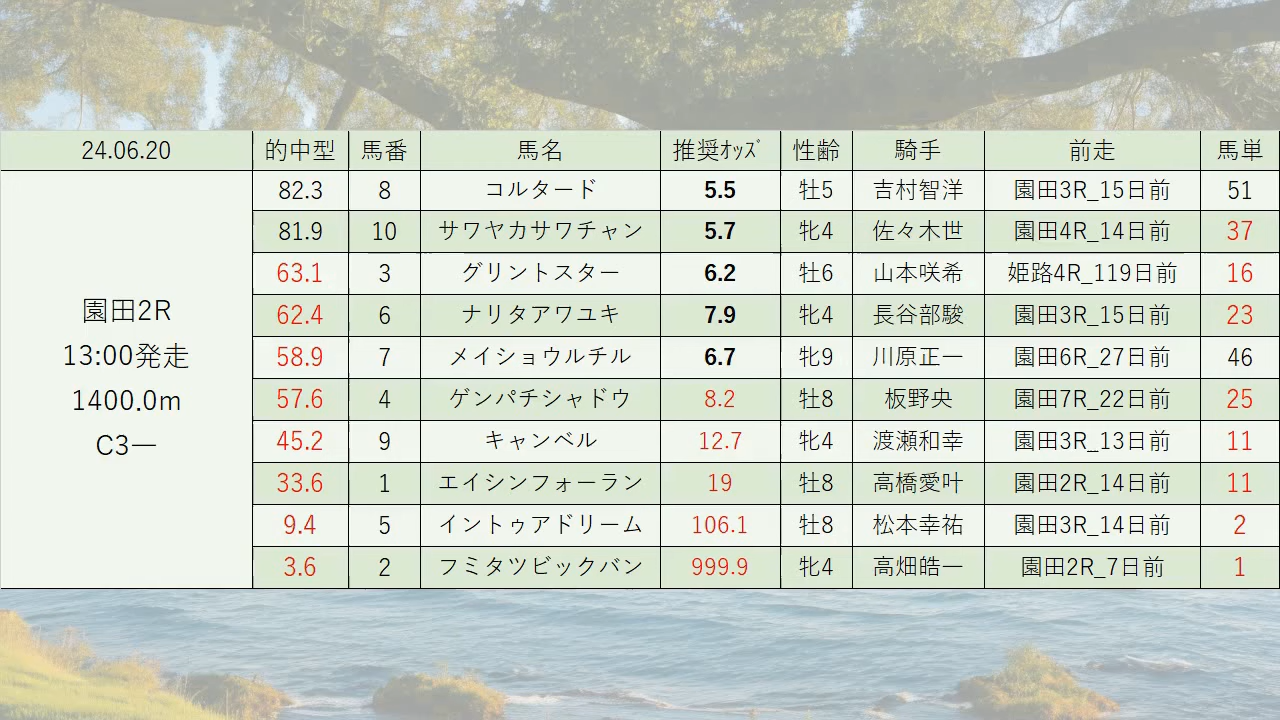 24.06.20 的中型 馬番 馬名 推奨ｵｯｽﾞ 性齢 騎手 前走 馬単
園田2R
13:00発走
1400.0m
C3一
82.3 8 コルタード 5.5 牡5 吉村智洋 園田3R_15日前 51
81.9 10 サワヤカサワチャン 5.7 牝4 佐々木世 園田4R_14日前 37
63.1 3 グリントスター 6.2 牡6 山本咲希 姫路4R_119日前 16
62.4 6 ナリタアワユキ 7.9 牝4 長谷部駿 園田3R_15日前 23
58.9 7 メイショウルチル 6.7 牝9 川原正一 園田6R_27日前 46
57.6 4 ゲンパチシャドウ 8.2 牡8 板野央 園田7R_22日前 25
45.2 9 キャンベル 12.7 牝4 渡瀬和幸 園田3R_13日前 11
33.6 1 エイシンフォーラン 19 牡8 高橋愛叶 園田2R_14日前 11
9.4 5 イントゥアドリーム 106.1 牡8 松本幸祐 園田3R_14日前 2
3.6 2 フミタツビックバン 999.9 牝4 高畑皓一 園田2R_7日前 1